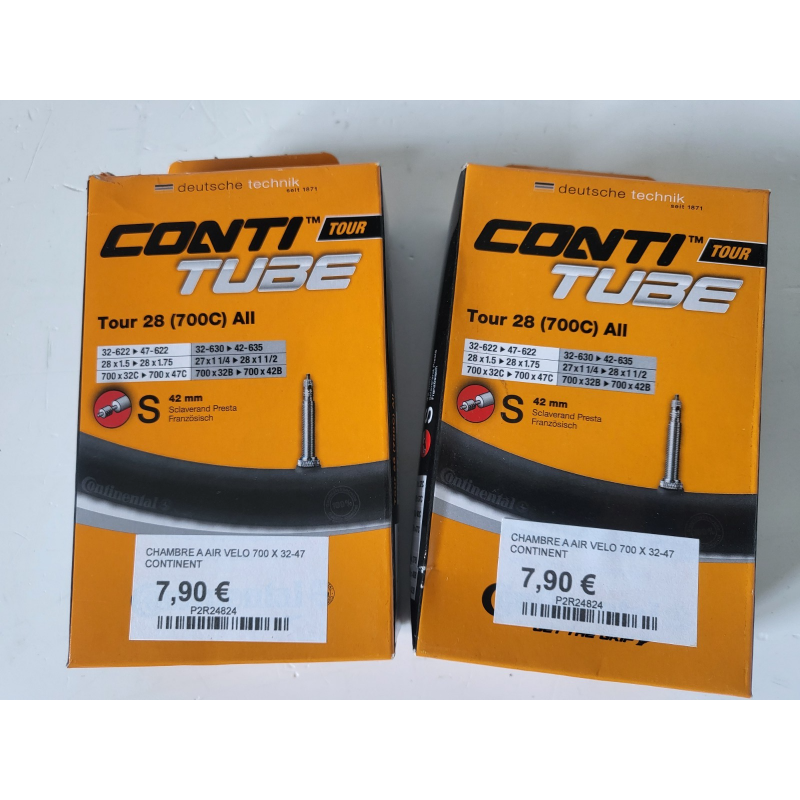 deutsche technik
seit 1871
CONTI™ TOUR
TUBE
Tour 28 (700C) All
32-622 ▸ 47-622 32-630 ▸ 42-635
28 x 1.5 ▸ 28 x 1.75 27 x 1 1/4 ▸ 28 x 1 1/2
700 x 32C ▸ 700 x 47C 700 x 32B ▸ 700 x 42B
S 42 mm
Sclaverand Presta
Französisch
Continental
CHAMBRE A AIR VELO 700 X 32-47
CONTINENT
7,90 €
P2R24824
deutsche technik
seit 1871
CONTI™ TOUR
TUBE
Tour 28 (700C) All
32-622 ▸ 47-622 32-630 ▸ 42-635
28 x 1.5 ▸ 28 x 1.75 27 x 1 1/4 ▸ 28 x 1 1/2
700 x 32C ▸ 700 x 47C 700 x 32B ▸ 700 x 42B
S 42 mm
Sclaverand Presta
Französisch
Continental
CHAMBRE A AIR VELO 700 X 32-47
CONTINENT
7,90 €
P2R24824